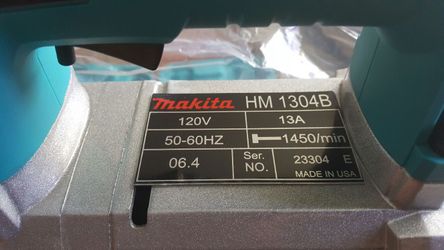 makita HM 1304B
120V 13A
50-60HZ 1450/min
06.4 Ser. NO. 23304 E
MADE IN USA